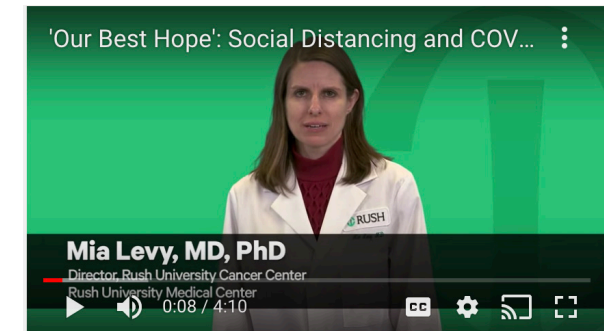 'Our Best Hope': Social Distancing and COV...
RUSH
Mia Levy, MD, PhD
Director, Rush University Cancer Center
Rush University Medical Center
0:08 / 4:10
CC